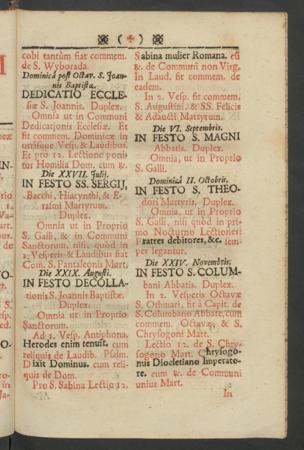 ( )
cobi tantùm fiat commem.
de S. Wyborada.
Dominicâ post Octav. S. Joan-
nis Baptistæ.
DEDICATIO ECCLE-
siæ S. Joannis. Duplex.
Omnia ut in Communi
Dedicationis Ecclesiæ. Et
fit commem. Dominicæ in
utrisque Vesp. & Laudibus.
Et pro 12. Lectione poni-
tur Homilia Dom. cum ℟.
Die XXVII. Julij.
IN FESTO SS. SERGIJ,
Bacchi, Hiacynthi, & E-
rasmi Martyrum.
Duplex.
Omnia ut in Proprio
S. Galli, & in Communi
Sanctorum, nisi, quòd in
2. Vesperis & Laudibus fiat
Com. S. Pantaleonis Mart.
Die XXIX. Augusti.
IN FESTO DECOLLA-
tionis S. Joannis Baptistæ.
Duplex.
Omnia ut in Proprio
Sanctorum.
Ad 1. Vesp. Antiphona,
Herodes enim tenuit, cum
reliquis de Laudib. Psalm.
Dixit Dominus, cum reli-
quis de Dom.
Pro S. Sabina Lectio 12.
Sabina mulier Romana, est
℟. de Communi non Virg.
In Laud. fit commem. de
eadem.
In 2. Vesp. fit commem.
S. Augustini, & SS. Felicis
& Adaucti Martyrum.
Die VI. Septembris.
IN FESTO S. MAGNI
Abbatis. Duplex.
Omnia, ut in Proprio
S. Galli.
Dominicâ II. Octobris.
IN FESTO S. THEO-
dori Martyris. Duplex.
Omnia, ut in Proprio
S. Galli, nisi quòd in pri-
mo Nocturno Lectiones:
Fratres debitores, &c. sem-
per legantur.
Die XXIV. Novembris.
IN FESTO S. COLUM-
bani Abbatis. Duplex.
In 2. Vesperis Octavæ
S. Othmari, fit à Capit. de
S. Columbano Abbate, cum
commem. Octavæ, & S.
Chrysogoni Mart.
Lectio 12. de S. Chry-
sogono Mart. Chrysogo-
nus Diocletiano Imperato-
re, cum ℟. de Communi
unius Mart.
In